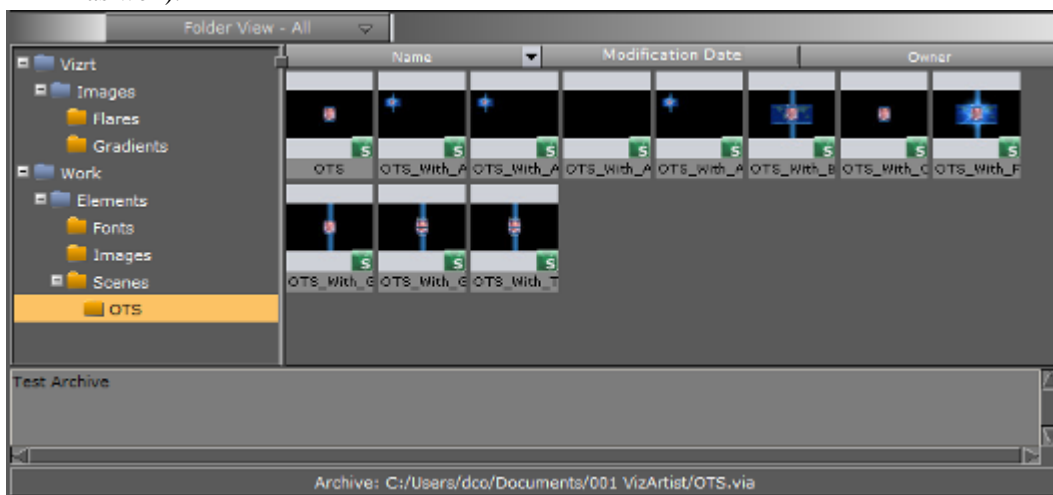 Folder View - All
Name
Modification Date
Owner
Vizrt
Images
Flares
Gradients
Work
Elements
Fonts
Images
Scenes
OTS
OTS OTS_With_A OTS_With_A OTS_With_A OTS_With_A OTS_With_B OTS_With_C OTS_With_F
S S S S S S S S
OTS_With_G OTS_With_G OTS_With_T
S S S
Test Archive
Archive: C:/Users/dco/Documents/001 VizArtist/OTS.via